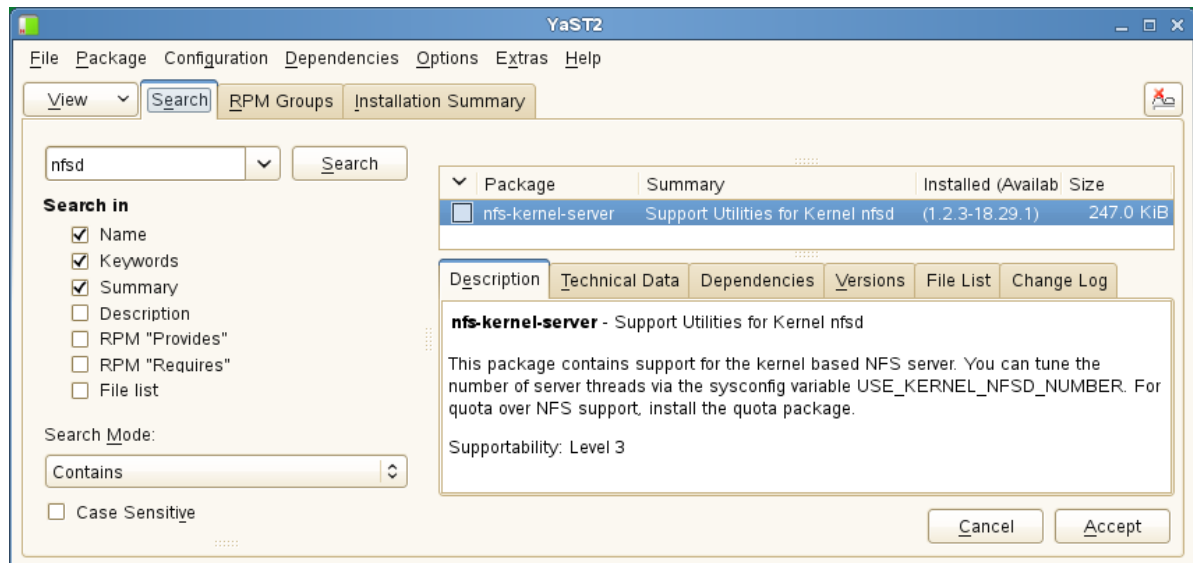 YaST2
File Package Configuration Dependencies Options Extras Help
View Search RPM Groups Installation Summary
nfsd Search
Search in
Name
Keywords
Summary
Description
RPM "Provides"
RPM "Requires"
File list
Search Mode:
Contains
Case Sensitive
Package Summary Installed (Availab Size
nfs-kernel-server Support Utilities for Kernel nfsd (1.2.3-18.29.1) 247.0 KiB
Description Technical Data Dependencies Versions File List Change Log
nfs-kernel-server - Support Utilities for Kernel nfsd
This package contains support for the kernel based NFS server. You can tune the
number of server threads via the sysconfig variable USE_KERNEL_NFSD_NUMBER. For
quota over NFS support, install the quota package.
Supportability: Level 3
Cancel Accept